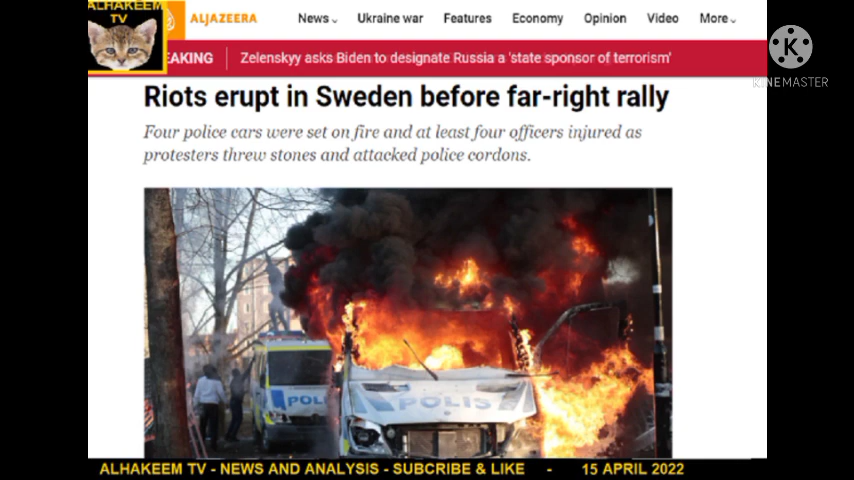 ALHAKEEM
TV
ALJAZEERA
News
Ukraine war
Features
Economy
Opinion
Video
More
EAKING
Zelenskyy asks Biden to designate Russia a 'state sponsor of terrorism'
KINEMASTER
Riots erupt in Sweden before far-right rally
Four police cars were set on fire and at least four officers injured as
protesters threw stones and attacked police cordons.
POLI
POLIS
ALHAKEEM TV - NEWS AND ANALYSIS - SUBCRIBE & LIKE - 15 APRIL 2022